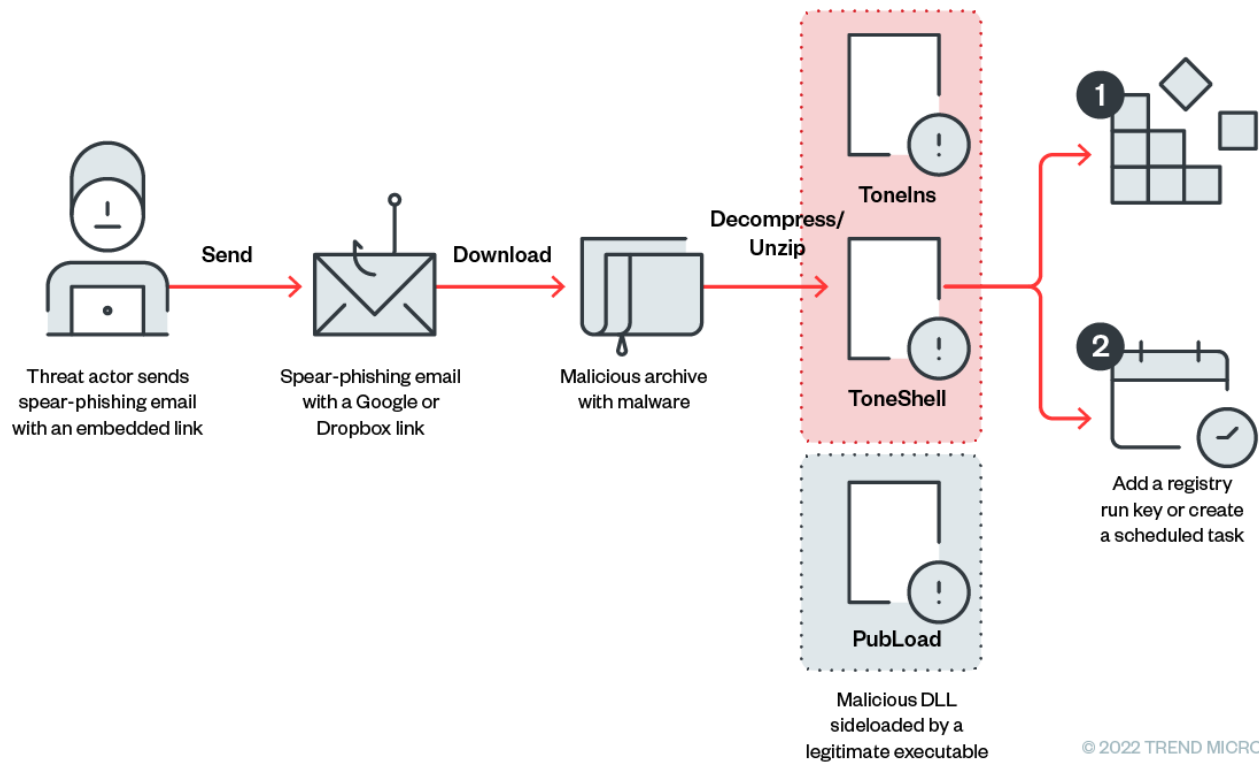 Send
Threat actor sends
spear-phishing email
with an embedded link
Download
Spear-phishing email
with a Google or
Dropbox link
Malicious archive
with malware
Decompress/
Unzip
ToneIns
ToneShell
PubLoad
Malicious DLL
sideloaded by a
legitimate executable
1
2
Add a registry
run key or create
a scheduled task
© 2022 TREND MICRO